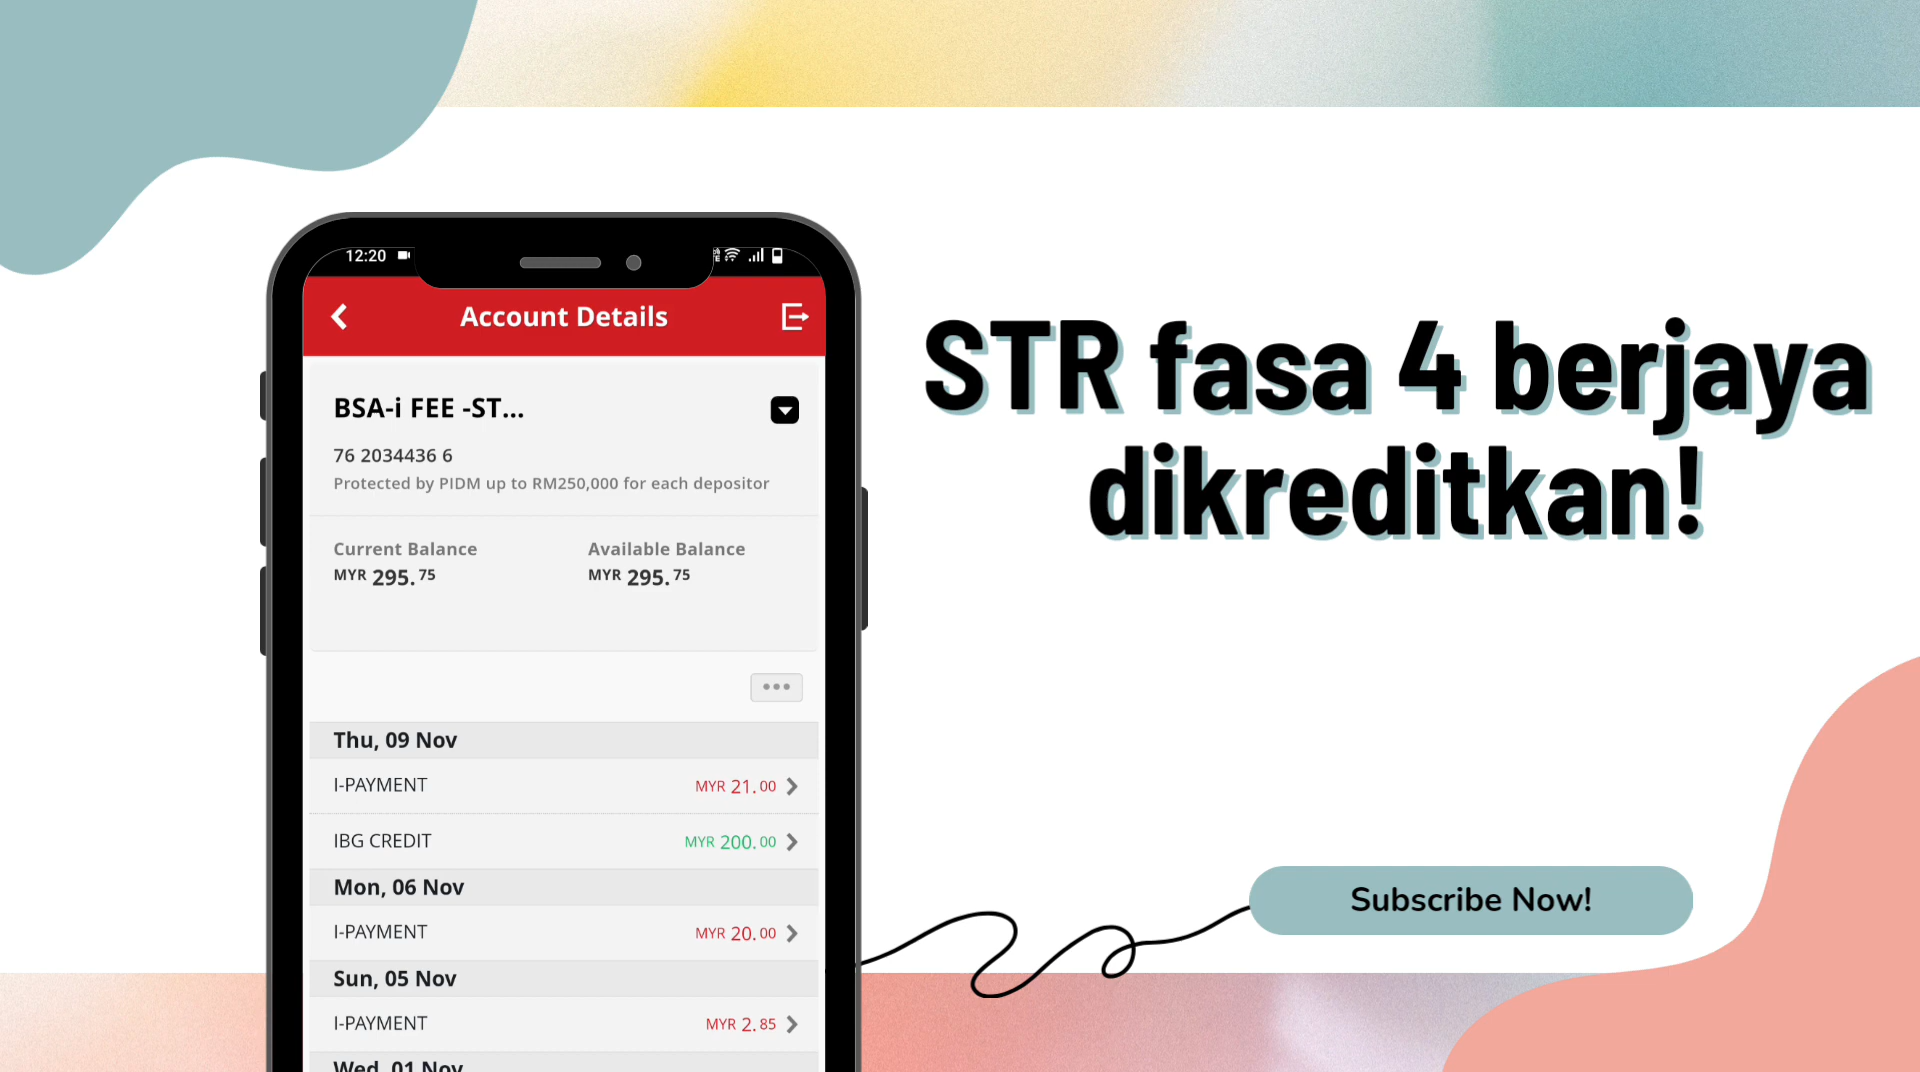 12:20
Account Details
BSA-i FEE -ST...
76 2034436 6
Protected by PIDM up to RM250,000 for each depositor
Current Balance Available Balance
MYR 295.75 MYR 295.75
Thu, 09 Nov
I-PAYMENT MYR 21.00
IBG CREDIT MYR 200.00
Mon, 06 Nov
I-PAYMENT MYR 20.00
Sun, 05 Nov
I-PAYMENT MYR 2.85
Wed, 01 Nov
STR fasa 4 berjaya
dikreditkan!
Subscribe Now!